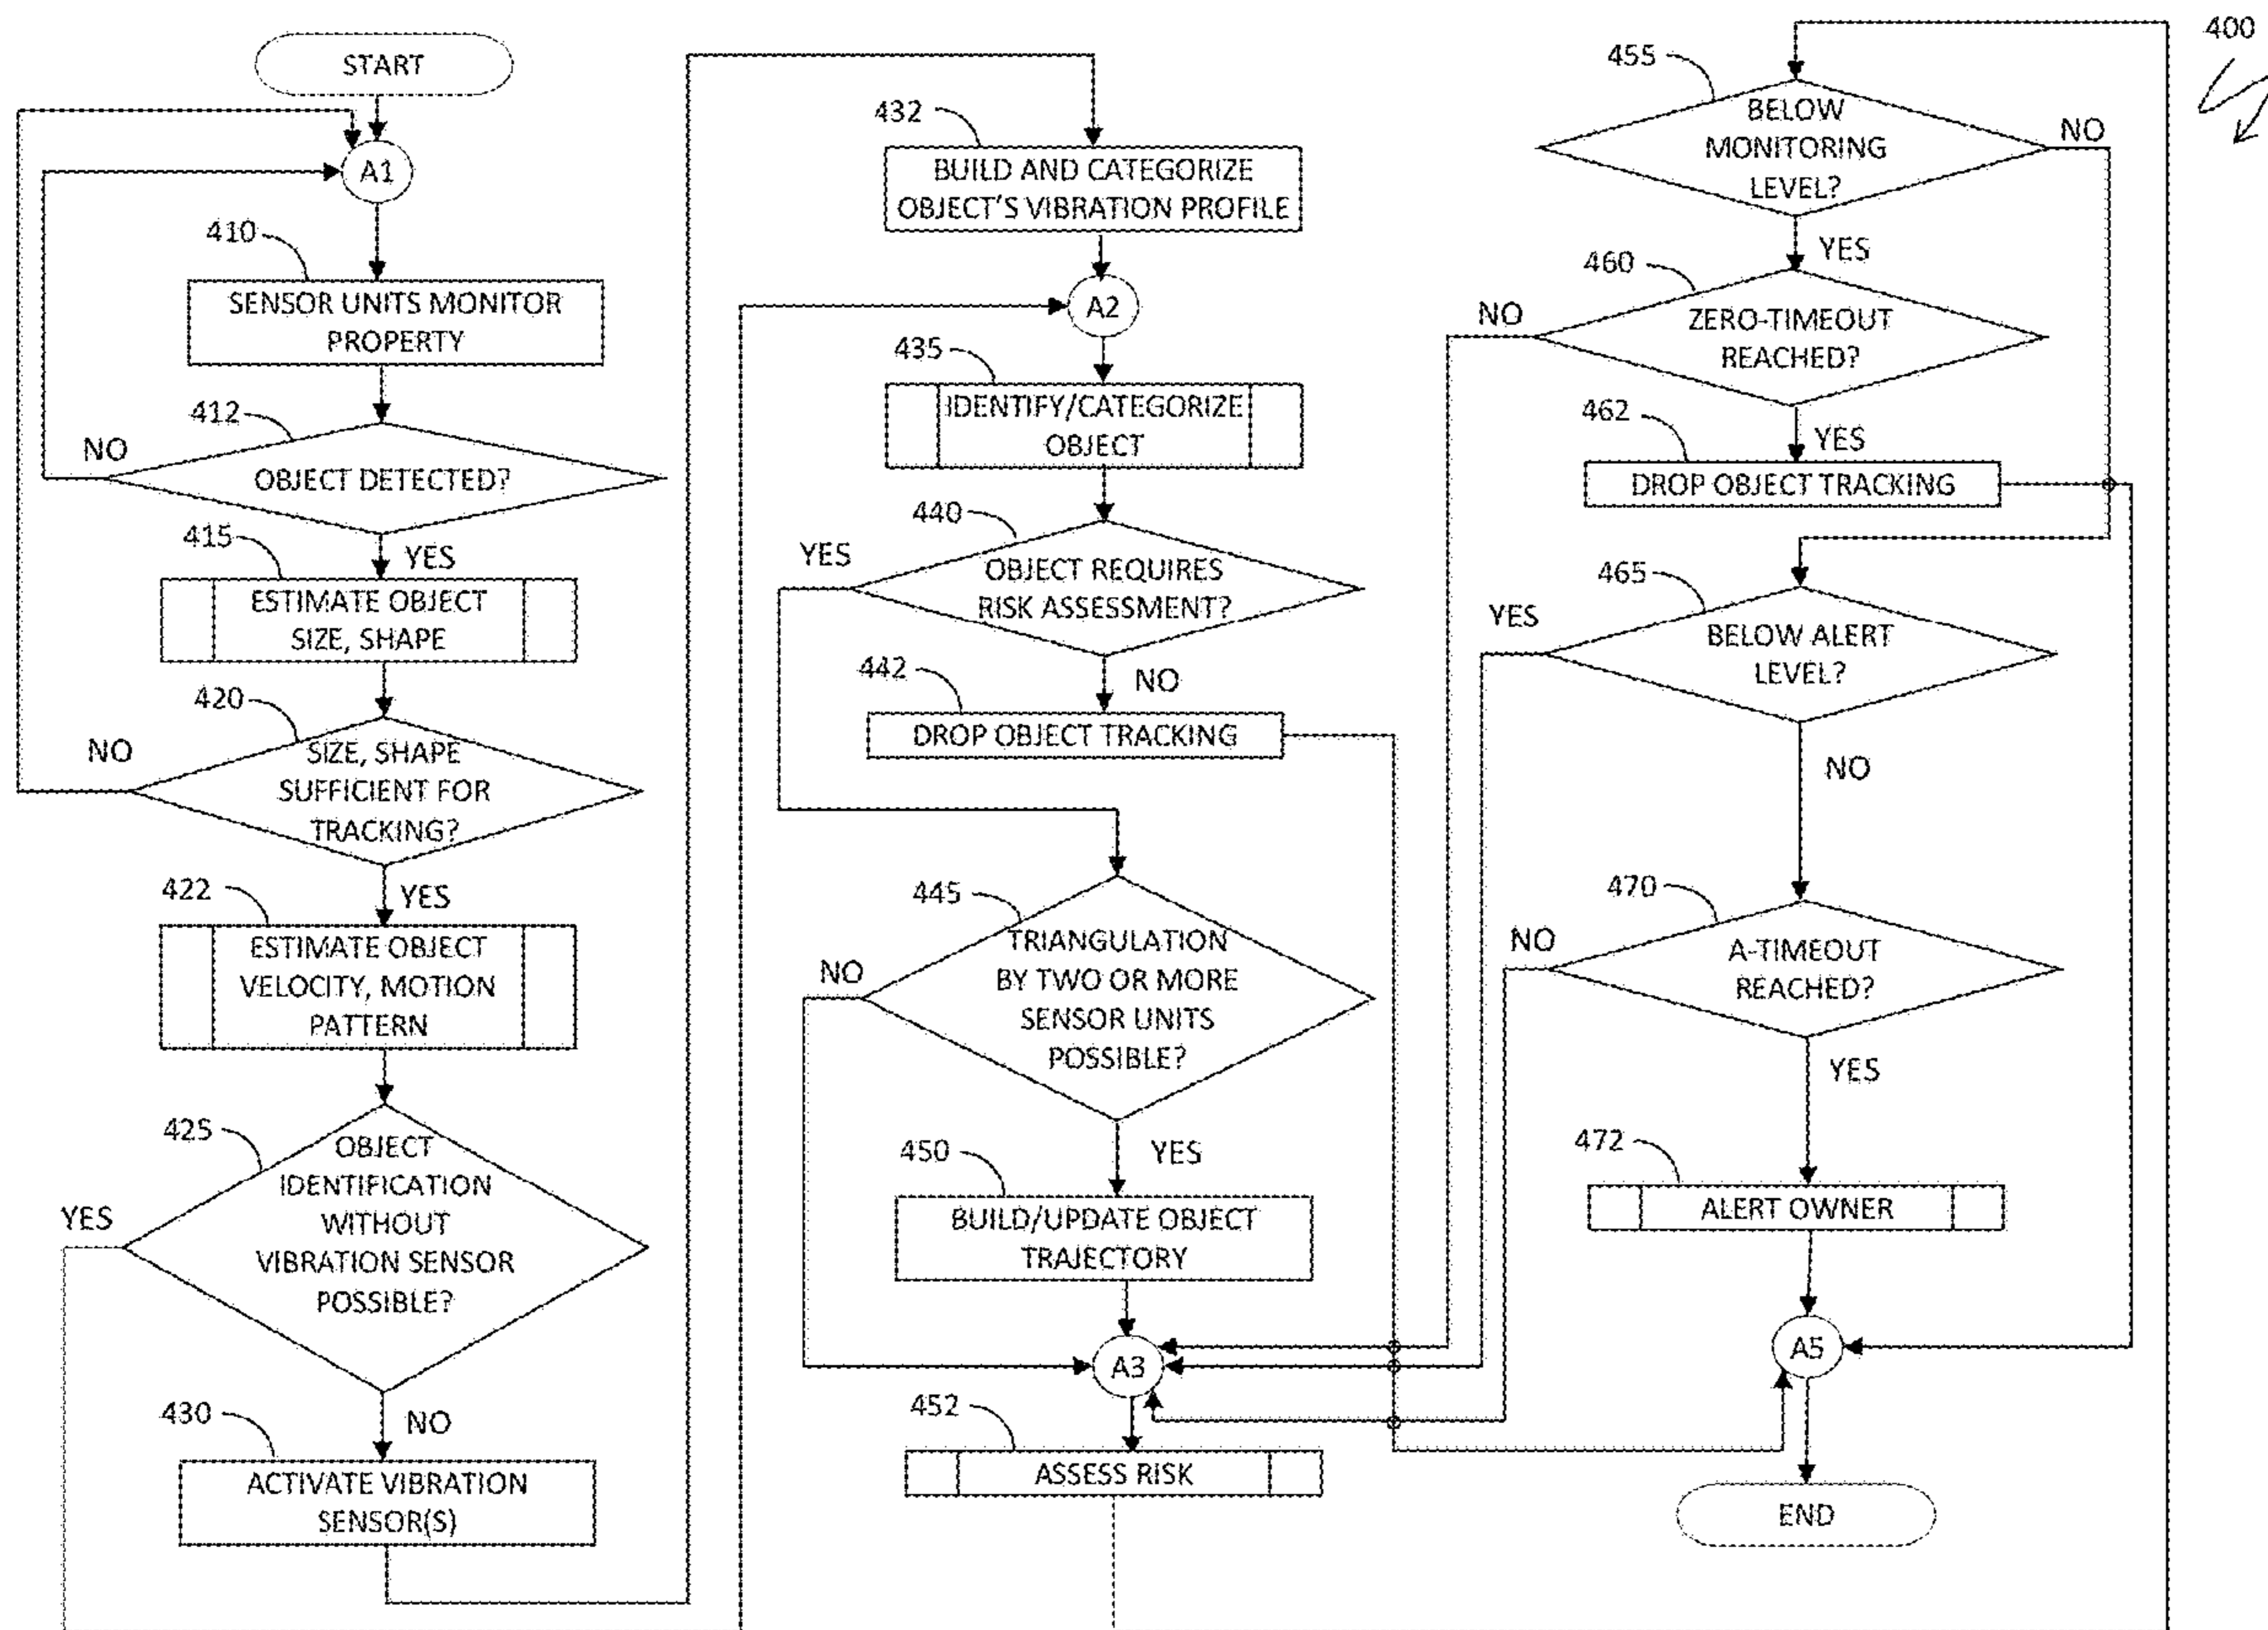 400
START
A1
410
SENSOR UNITS MONITOR
PROPERTY
412
NO
OBJECT DETECTED?
415
YES
ESTIMATE OBJECT
SIZE, SHAPE
420
NO
SIZE, SHAPE
SUFFICIENT FOR
TRACKING?
422
YES
ESTIMATE OBJECT
VELOCITY, MOTION
PATTERN
425
OBJECT
IDENTIFICATION
YES
WITHOUT
VIBRATION SENSOR
POSSIBLE?
430
NO
ACTIVATE VIBRATION
SENSOR(S)
432
BUILD AND CATEGORIZE
OBJECT'S VIBRATION PROFILE
A2
435
IDENTIFY/CATEGORIZE
OBJECT
440
YES
OBJECT REQUIRES
RISK ASSESSMENT?
442
NO
DROP OBJECT TRACKING
445
TRIANGULATION
NO
BY TWO OR MORE
SENSOR UNITS
POSSIBLE?
450
YES
BUILD/UPDATE OBJECT
TRAJECTORY
A3
452
ASSESS RISK
455
BELOW
NO
MONITORING
LEVEL?
YES
460
NO
ZERO-TIMEOUT
REACHED?
462
YES
DROP OBJECT TRACKING
465
YES
BELOW ALERT
LEVEL?
NO
470
NO
A-TIMEOUT
REACHED?
YES
472
ALERT OWNER
A5
END